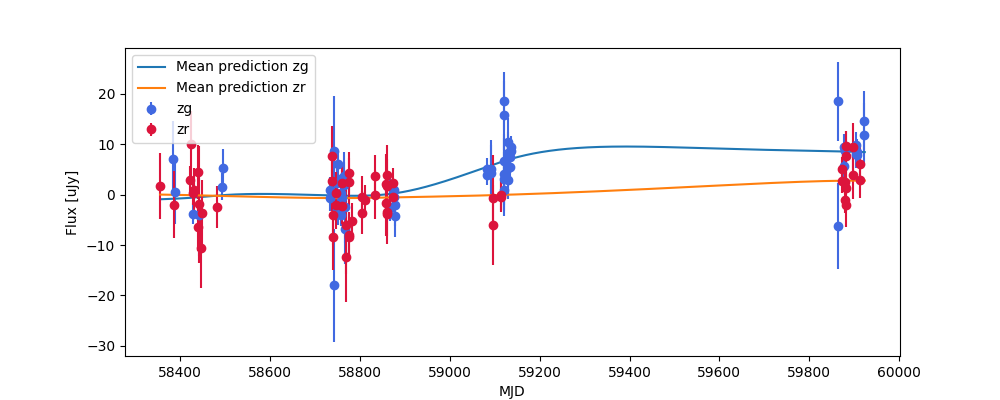 Mean prediction zg
Mean prediction zr
zg
zr
20
10
0
−10
−20
−30
Flux [uJy]
58400
58600
58800
59000
59200
59400
59600
59800
60000
MJD